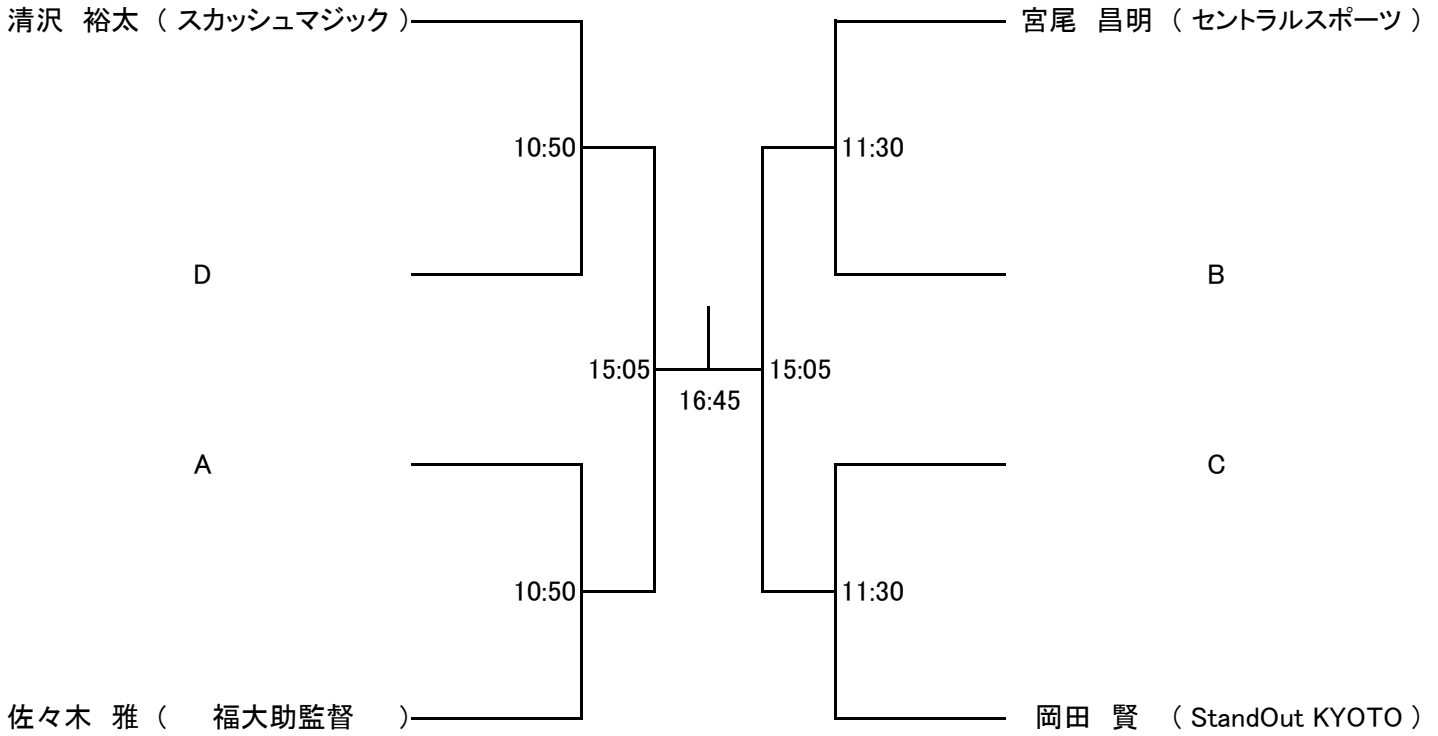 清沢　裕太　（ スカッシュマジック ）
宮尾　昌明　（ セントラルスポーツ ）
10:50
11:30
D
B
15:05
15:05
16:45
A
C
10:50
11:30
佐々木　雅　（　　福大助監督　　）
岡田　賢　（ StandOut KYOTO ）